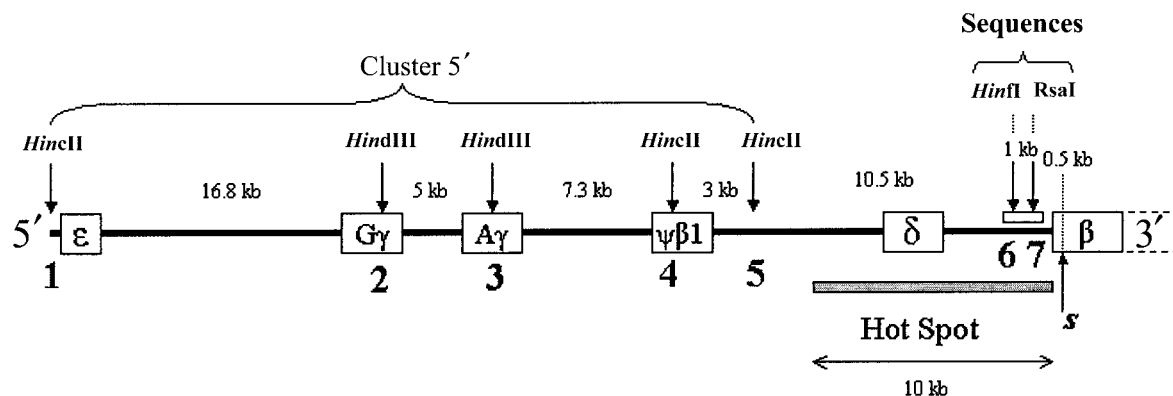 Sequences
Cluster 5´
HinfI RsaI
HincII HindIII HindIII HincII HincII
1 kb
0.5 kb
16.8 kb 5 kb 7.3 kb 3 kb 10.5 kb
5´ ε Gγ Aγ ψβ1 δ β 3´
1 2 3 4 5 6 7
s
Hot Spot
10 kb